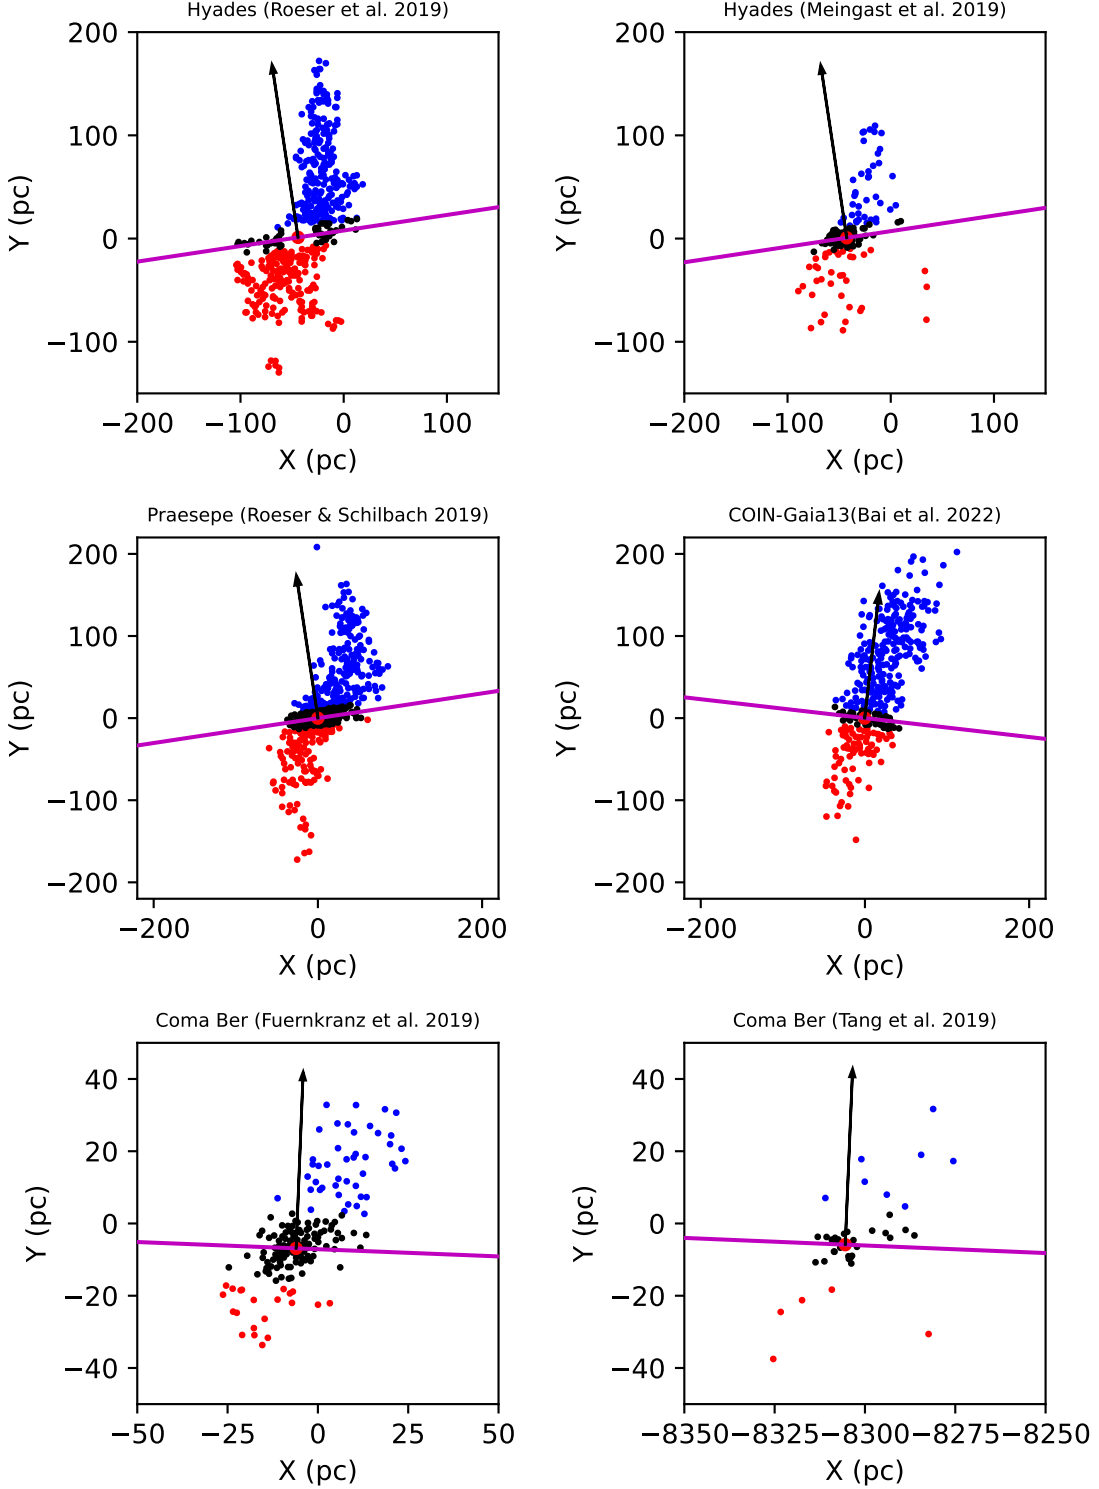 Hyades (Roeser et al. 2019)
200
100
0
−100
Y (pc)
−200
−100
0
100
X (pc)
Hyades (Meingast et al. 2019)
200
100
0
−100
Y (pc)
−200
−100
0
100
X (pc)
Praesepe (Roeser & Schilbach 2019)
200
100
0
−100
−200
Y (pc)
−200
0
200
X (pc)
COIN-Gaia13(Bai et al. 2022)
200
100
0
−100
−200
Y (pc)
−200
0
200
X (pc)
Coma Ber (Fuernkranz et al. 2019)
40
20
0
−20
−40
Y (pc)
−50
−25
0
25
50
X (pc)
Coma Ber (Tang et al. 2019)
40
20
0
−20
−40
Y (pc)
−8350
−8325
−8300
−8275
−8250
X (pc)